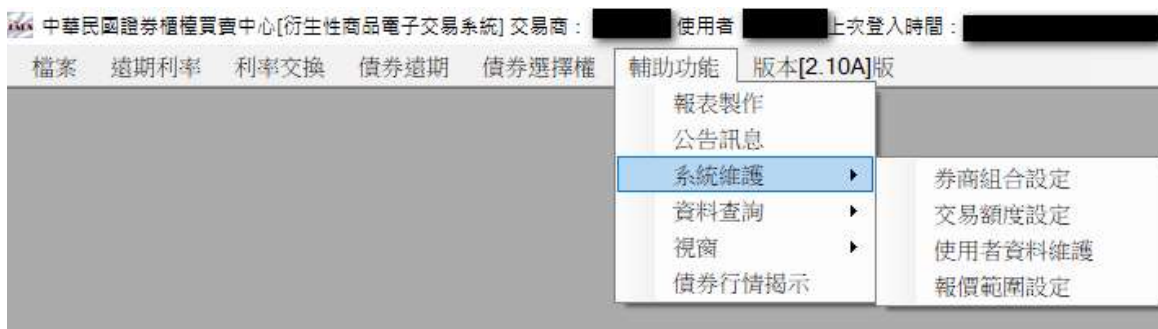 中華民國證券櫃檯買賣中心[衍生性商品電子交易系統] 交易商： 使用者 上次登入時間：
檔案 遠期利率 利率交換 債券遠期 債券選擇權 輔助功能 版本[2.10A]版
報表製作
公告訊息
系統維護
資料查詢
視窗
債券行情揭示
券商組合設定
交易額度設定
使用者資料維護
報價範圍設定